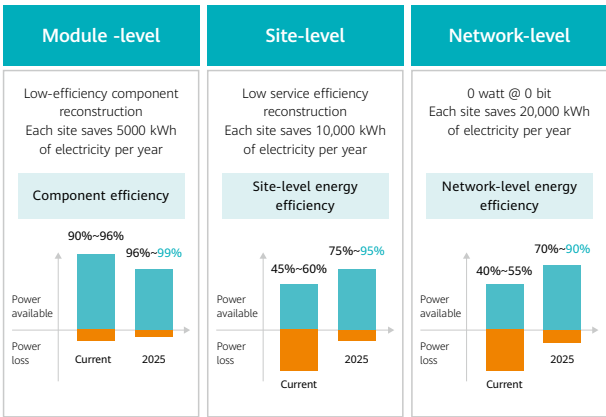 Module -level
Low-efficiency component
reconstruction
Each site saves 5000 kWh
of electricity per year
Component efficiency
90%~96%
96%~99%
Power
available
Power
loss
Current
2025
Site-level
Low service efficiency
reconstruction
Each site saves 10,000 kWh
of electricity per year
Site-level energy
efficiency
75%~95%
45%~60%
Power
available
Power
loss
2025
Current
Network-level
0 watt @ 0 bit
Each site saves 20,000 kWh
of electricity per year
Network-level energy
efficiency
70%~90%
40%~55%
Power
available
Power
loss
2025
Current